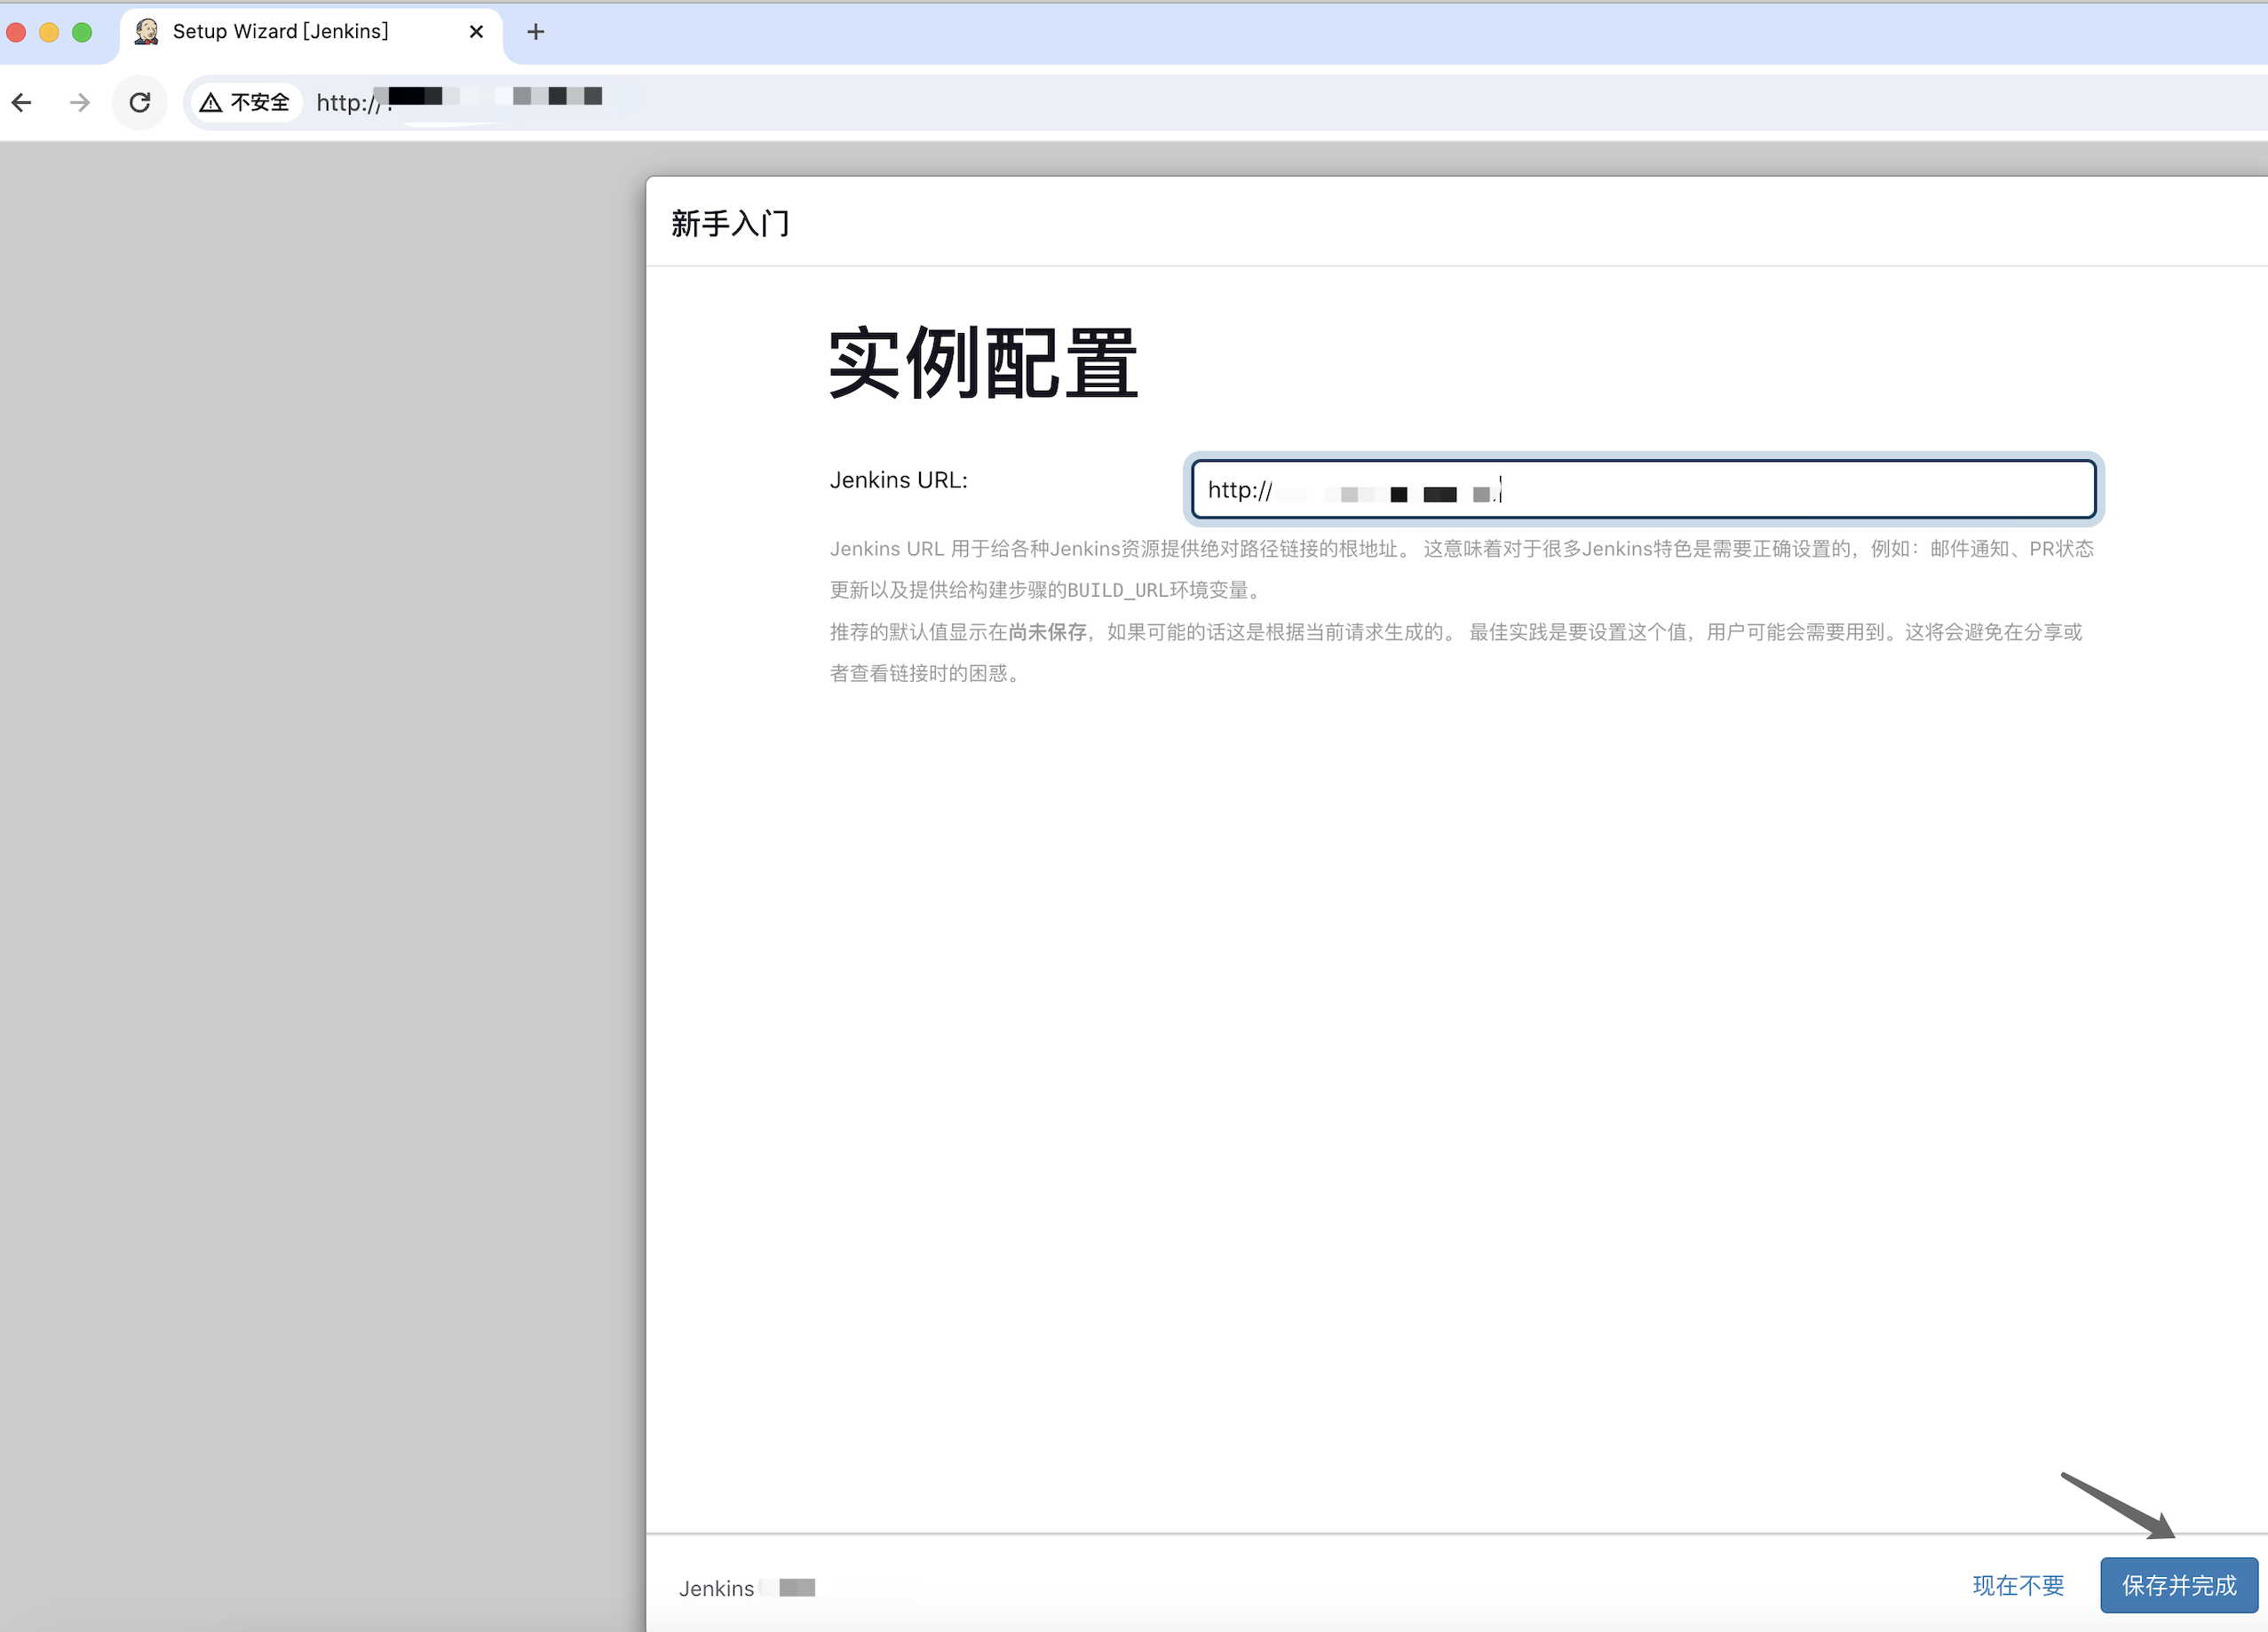 Setup Wizard [Jenkins]
不安全 http://
新手入门
实例配置
Jenkins URL:
http://
Jenkins URL 用于给各种Jenkins资源提供绝对路径链接的根地址。 这意味着对于很多Jenkins特色是需要正确设置的，例如：邮件通知、PR状态
更新以及提供给构建步骤的BUILD_URL环境变量。
推荐的默认值显示在尚未保存，如果可能的话这是根据当前请求生成的。 最佳实践是要设置这个值，用户可能会需要用到。这将会避免在分享或
者查看链接时的困惑。
Jenkins
现在不要
保存并完成